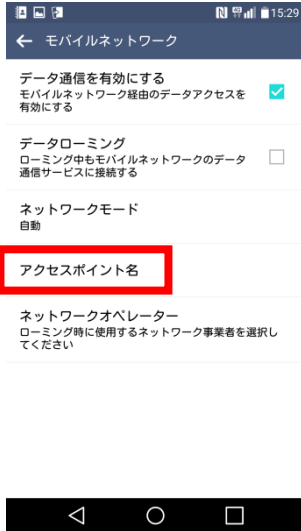 15:29
モバイルネットワーク
データ通信を有効にする
モバイルネットワーク経由のデータアクセスを
有効にする
データローミング
ローミング中もモバイルネットワークのデータ
通信サービスに接続する
ネットワークモード
自動
アクセスポイント名
ネットワークオペレーター
ローミング時に使用するネットワーク事業者を選択し
てください